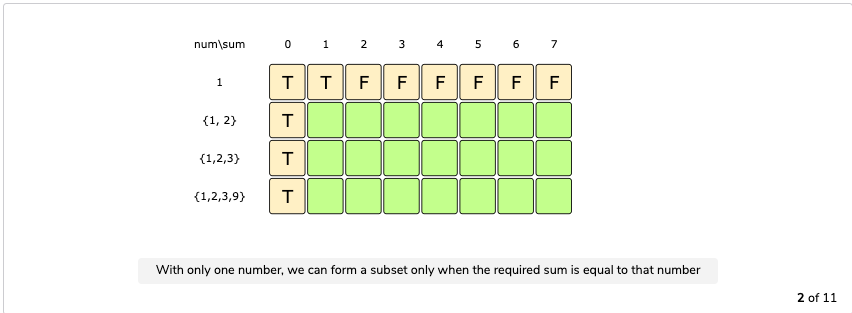 num\sum 0 1 2 3 4 5 6 7
1 T T F F F F F F
{1, 2} T
{1,2,3} T
{1,2,3,9} T
With only one number, we can form a subset only when the required sum is equal to that number
2 of 11